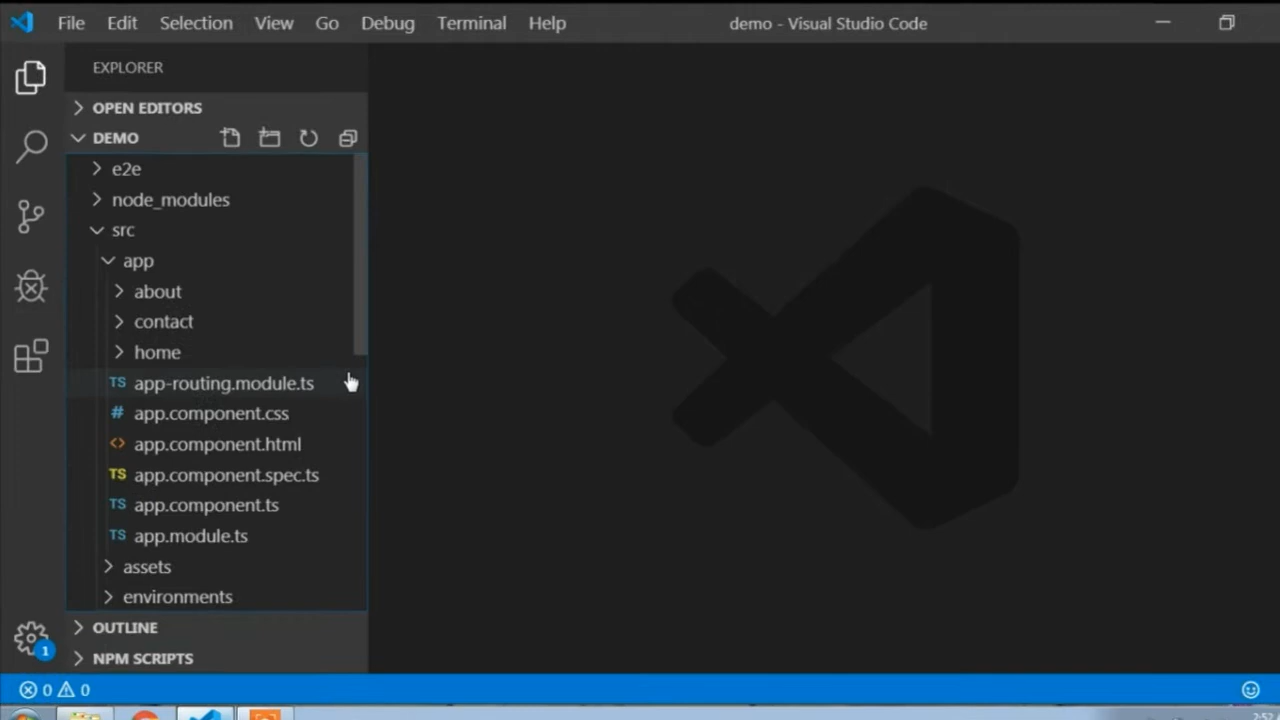 File Edit Selection View Go Debug Terminal Help demo - Visual Studio Code
EXPLORER
OPEN EDITORS
DEMO
e2e
node_modules
src
app
about
contact
home
TS app-routing.module.ts
# app.component.css
<> app.component.html
TS app.component.spec.ts
TS app.component.ts
TS app.module.ts
assets
environments
OUTLINE
1
NPM SCRIPTS
0 0